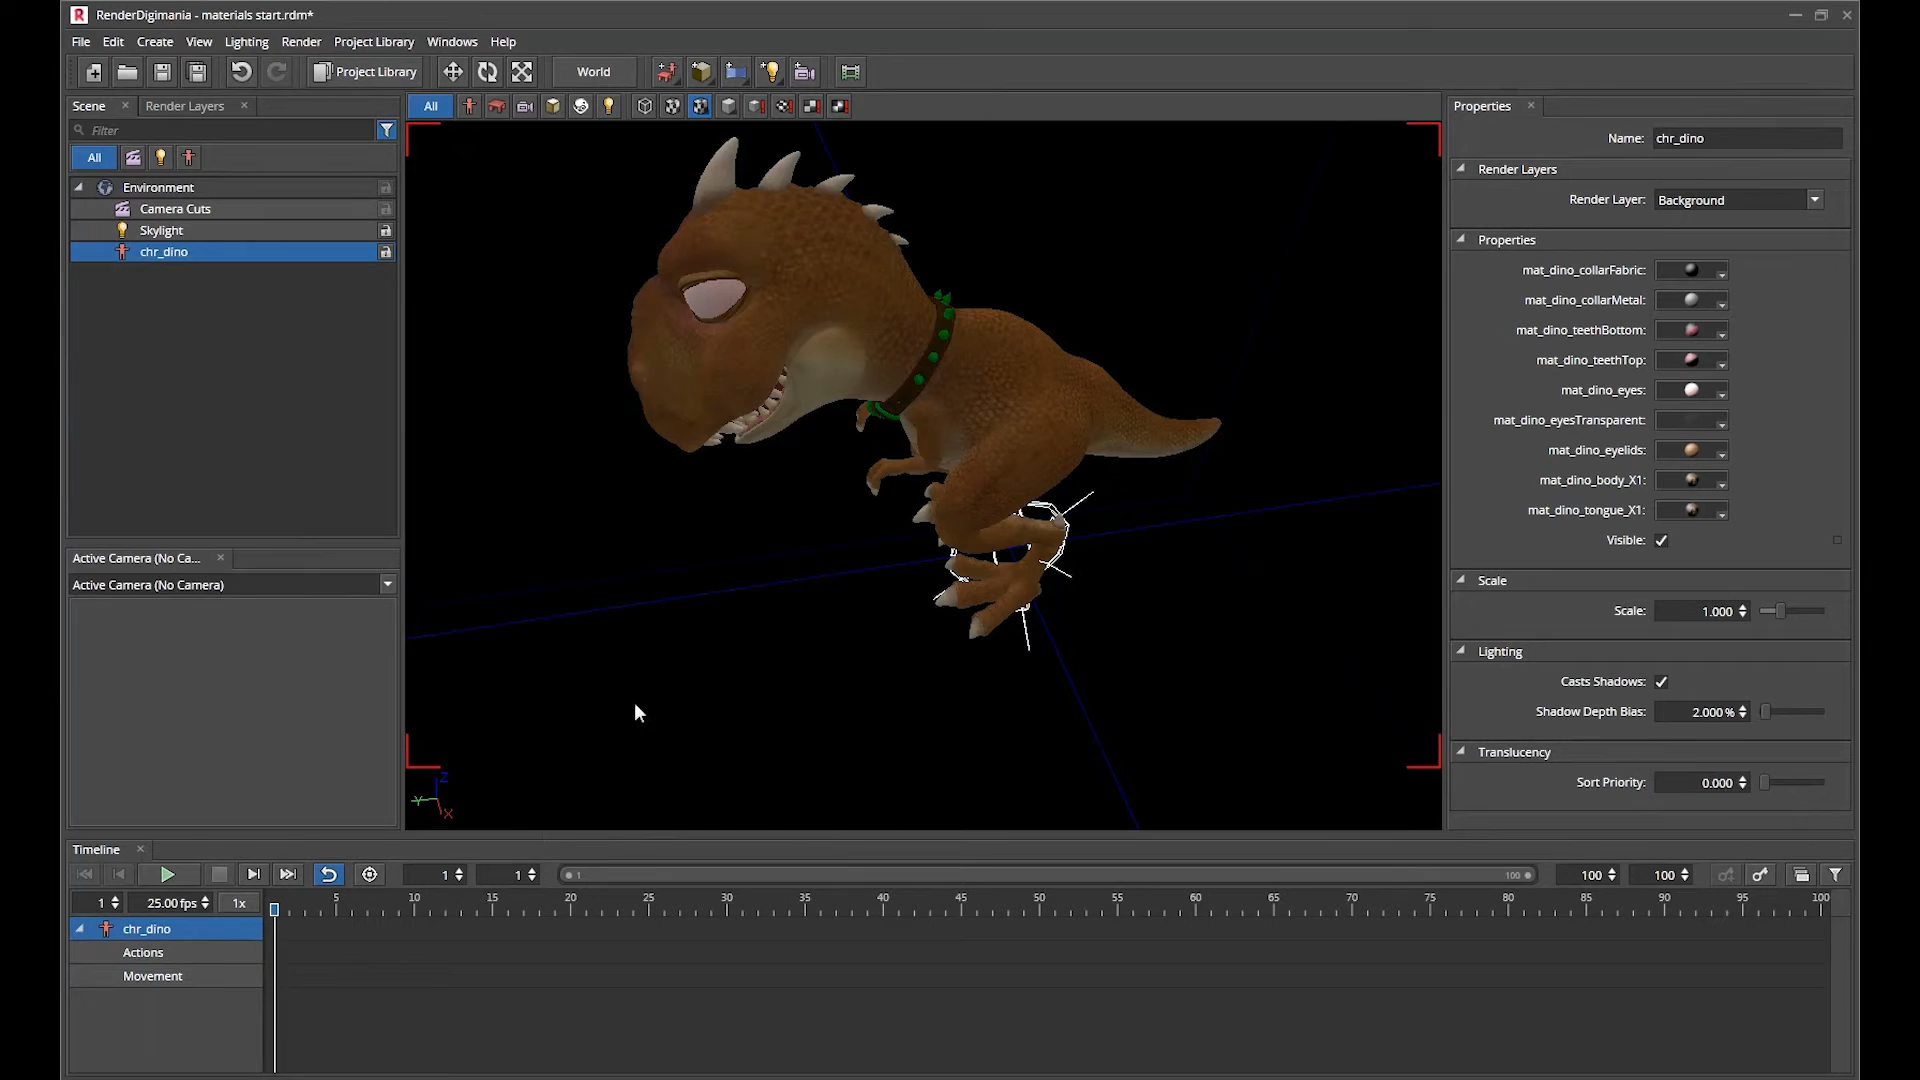 RenderDigimania - materials start.rdm*
File Edit Create View Lighting Render Project Library Windows Help
Project Library World
Scene Render Layers
Filter
All
Environment
Camera Cuts
Skylight
chr_dino
Active Camera (No Ca...
Active Camera (No Camera)
All
Z
Y
X
Properties
Name: chr_dino
Render Layers
Render Layer: Background
Properties
mat_dino_collarFabric:
mat_dino_collarMetal:
mat_dino_teethBottom:
mat_dino_teethTop:
mat_dino_eyes:
mat_dino_eyesTransparent:
mat_dino_eyelids:
mat_dino_body_X1:
mat_dino_tongue_X1:
Visible:
Scale
Scale: 1.000
Lighting
Casts Shadows:
Shadow Depth Bias: 2.000 %
Translucency
Sort Priority: 0.000
Timeline
1 1 1 100 100 100
1 25.00 fps 1x 5 10 15 20 25 30 35 40 45 50 55 60 65 70 75 80 85 90 95 100
chr_dino
Actions
Movement